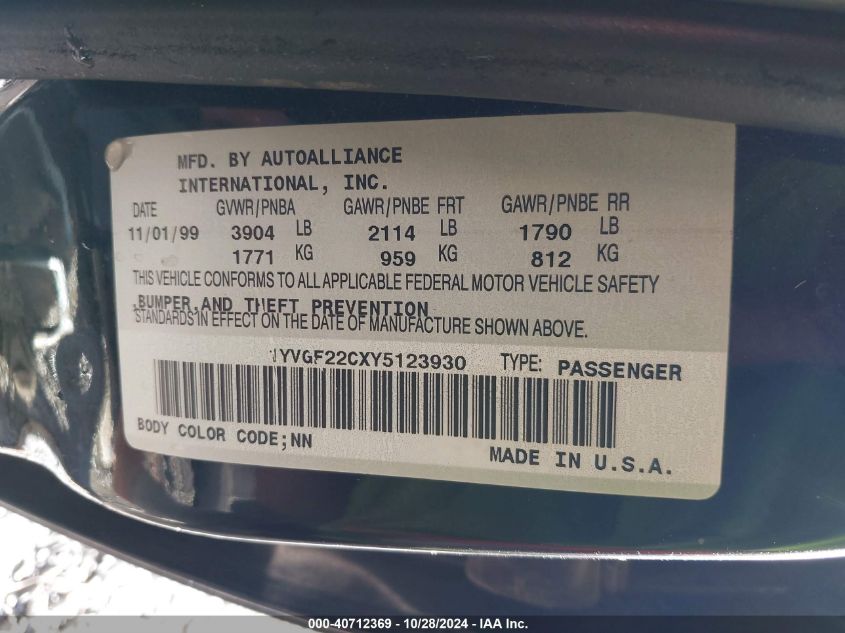 MFD. BY AUTOALLIANCE
INTERNATIONAL, INC.
DATE GVWR/PNBA GAWR/PNBE FRT GAWR/PNBE RR
11/01/99 3904 LB 2114 LB 1790 LB
1771 KG 959 KG 812 KG
THIS VEHICLE CONFORMS TO ALL APPLICABLE FEDERAL MOTOR VEHICLE SAFETY
,BUMPER,AND THEFT PREVENTION
STANDARDS IN EFFECT ON THE DATE OF MANUFACTURE SHOWN ABOVE.
1YVGF22CXY5123930 TYPE: PASSENGER
BODY COLOR CODE;NN
MADE IN U.S.A.
000-40712369 | 10/28/2024 - IAA Inc.